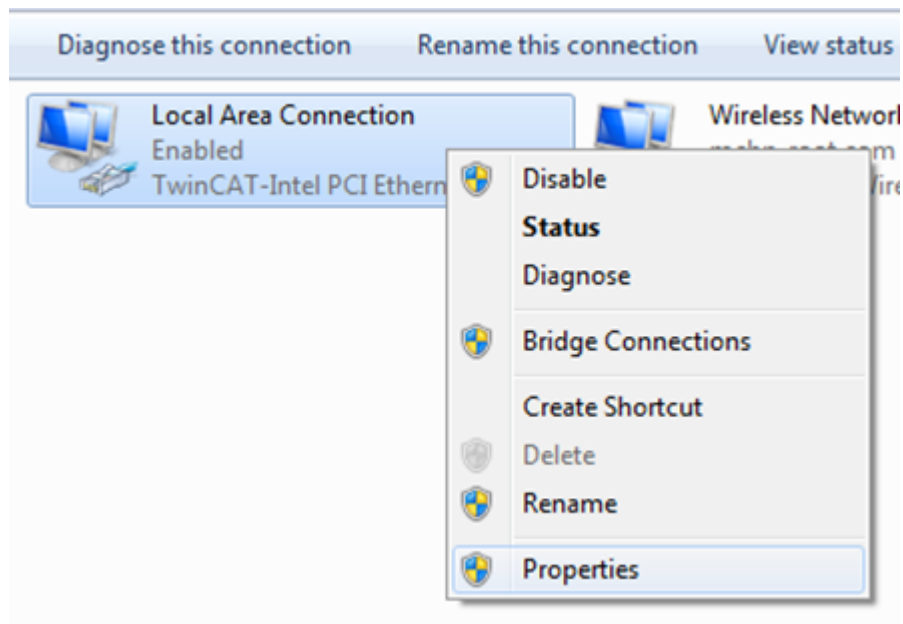 Diagnose this connection Rename this connection View status
Local Area Connection
Enabled
TwinCAT-Intel PCI Ethern
Wireless Network
Disable
Status
Diagnose
Bridge Connections
Create Shortcut
Delete
Rename
Properties